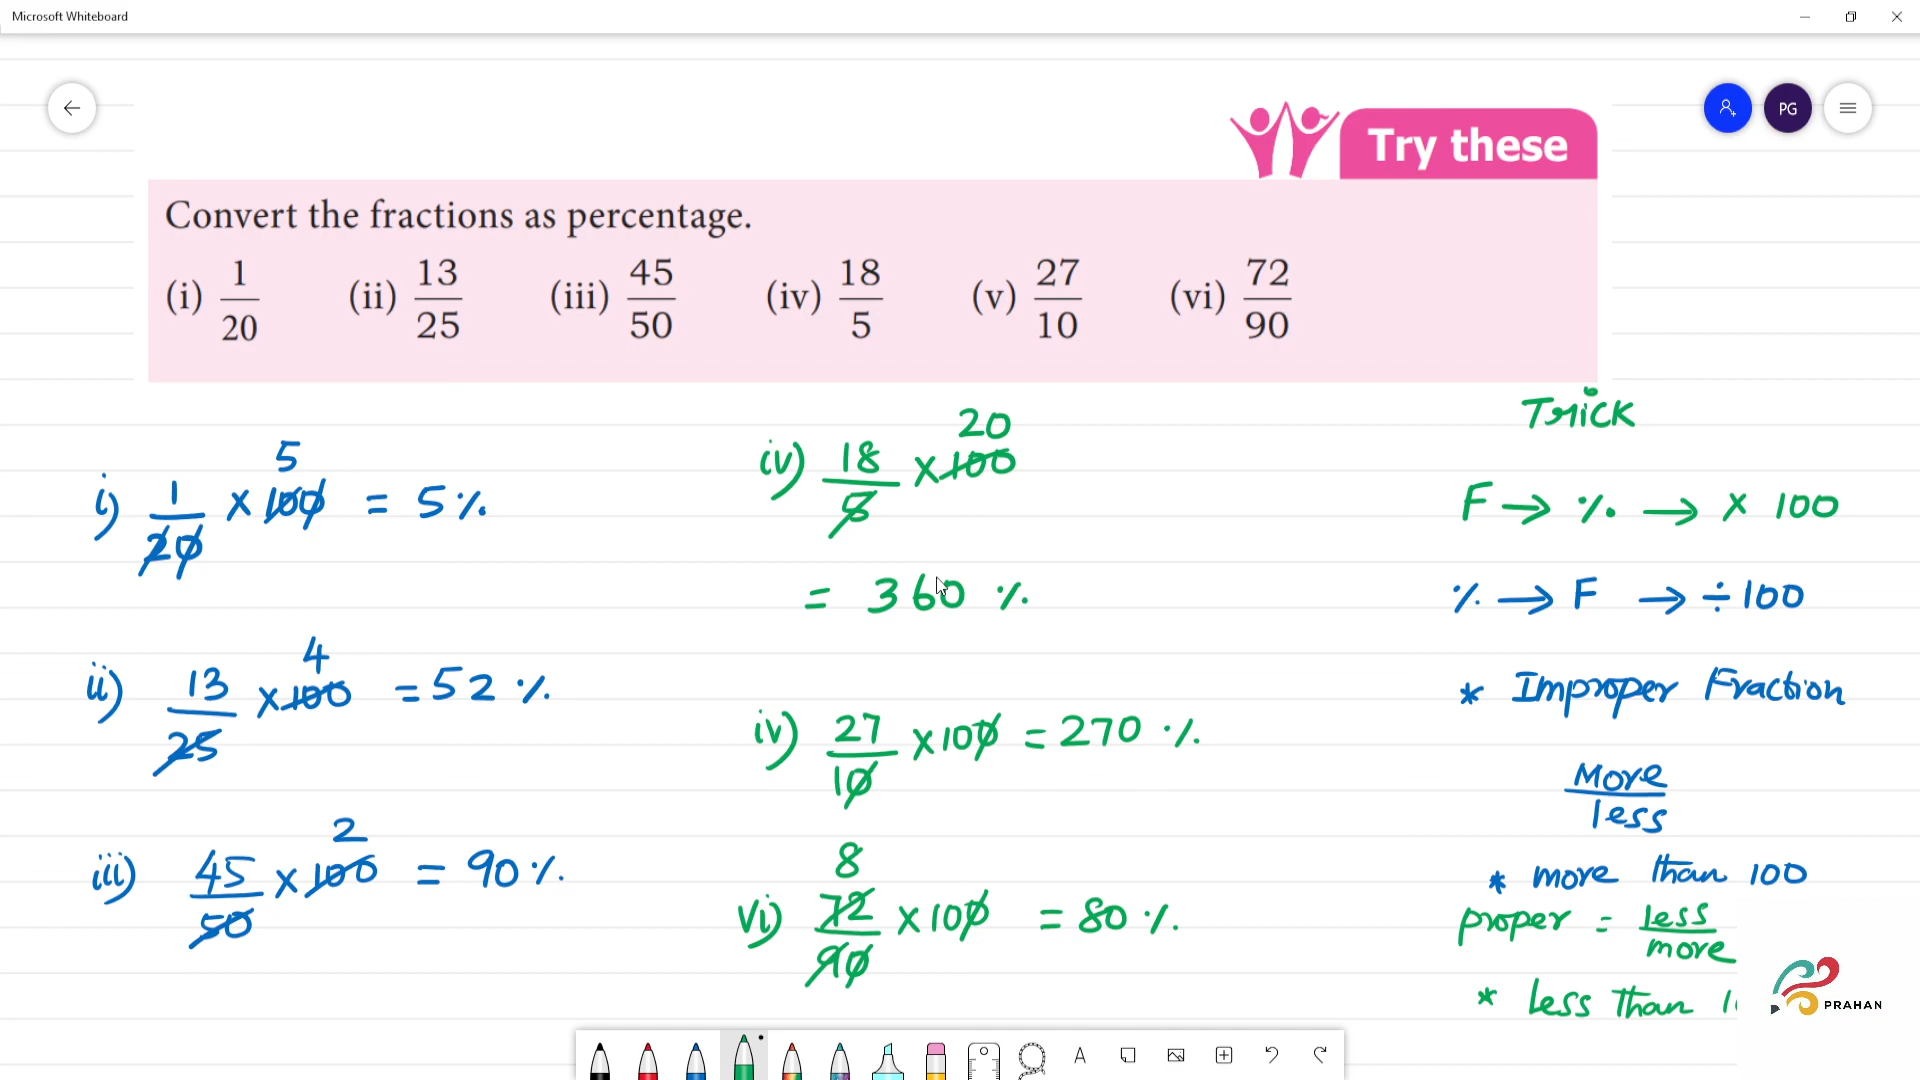 Microsoft Whiteboard
PG
Try these
Convert the fractions as percentage.
(i) 1/20 (ii) 13/25 (iii) 45/50 (iv) 18/5 (v) 27/10 (vi) 72/90
5
i) 1/20 × 100 = 5 %
4
ii) 13/25 × 100 = 52 %
2
iii) 45/50 × 100 = 90 %
20
iv) 18/5 × 100
= 360 %
iv) 27/10 × 100 = 270 %
8
vi) 72/90 × 100 = 80 %
Trick
F → % → × 100
% → F → ÷ 100
* Improper Fraction
More/less
* more than 100
proper = less/more
* less than
PRAHAN
A